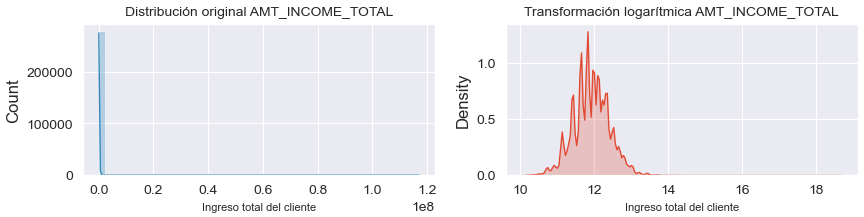 Distribución original AMT_INCOME_TOTAL
Count
200000
100000
0
0.0 0.2 0.4 0.6 0.8 1.0 1.2
1e8
Ingreso total del cliente
Transformación logarítmica AMT_INCOME_TOTAL
Density
1.0
0.5
0.0
10 12 14 16 18
Ingreso total del cliente